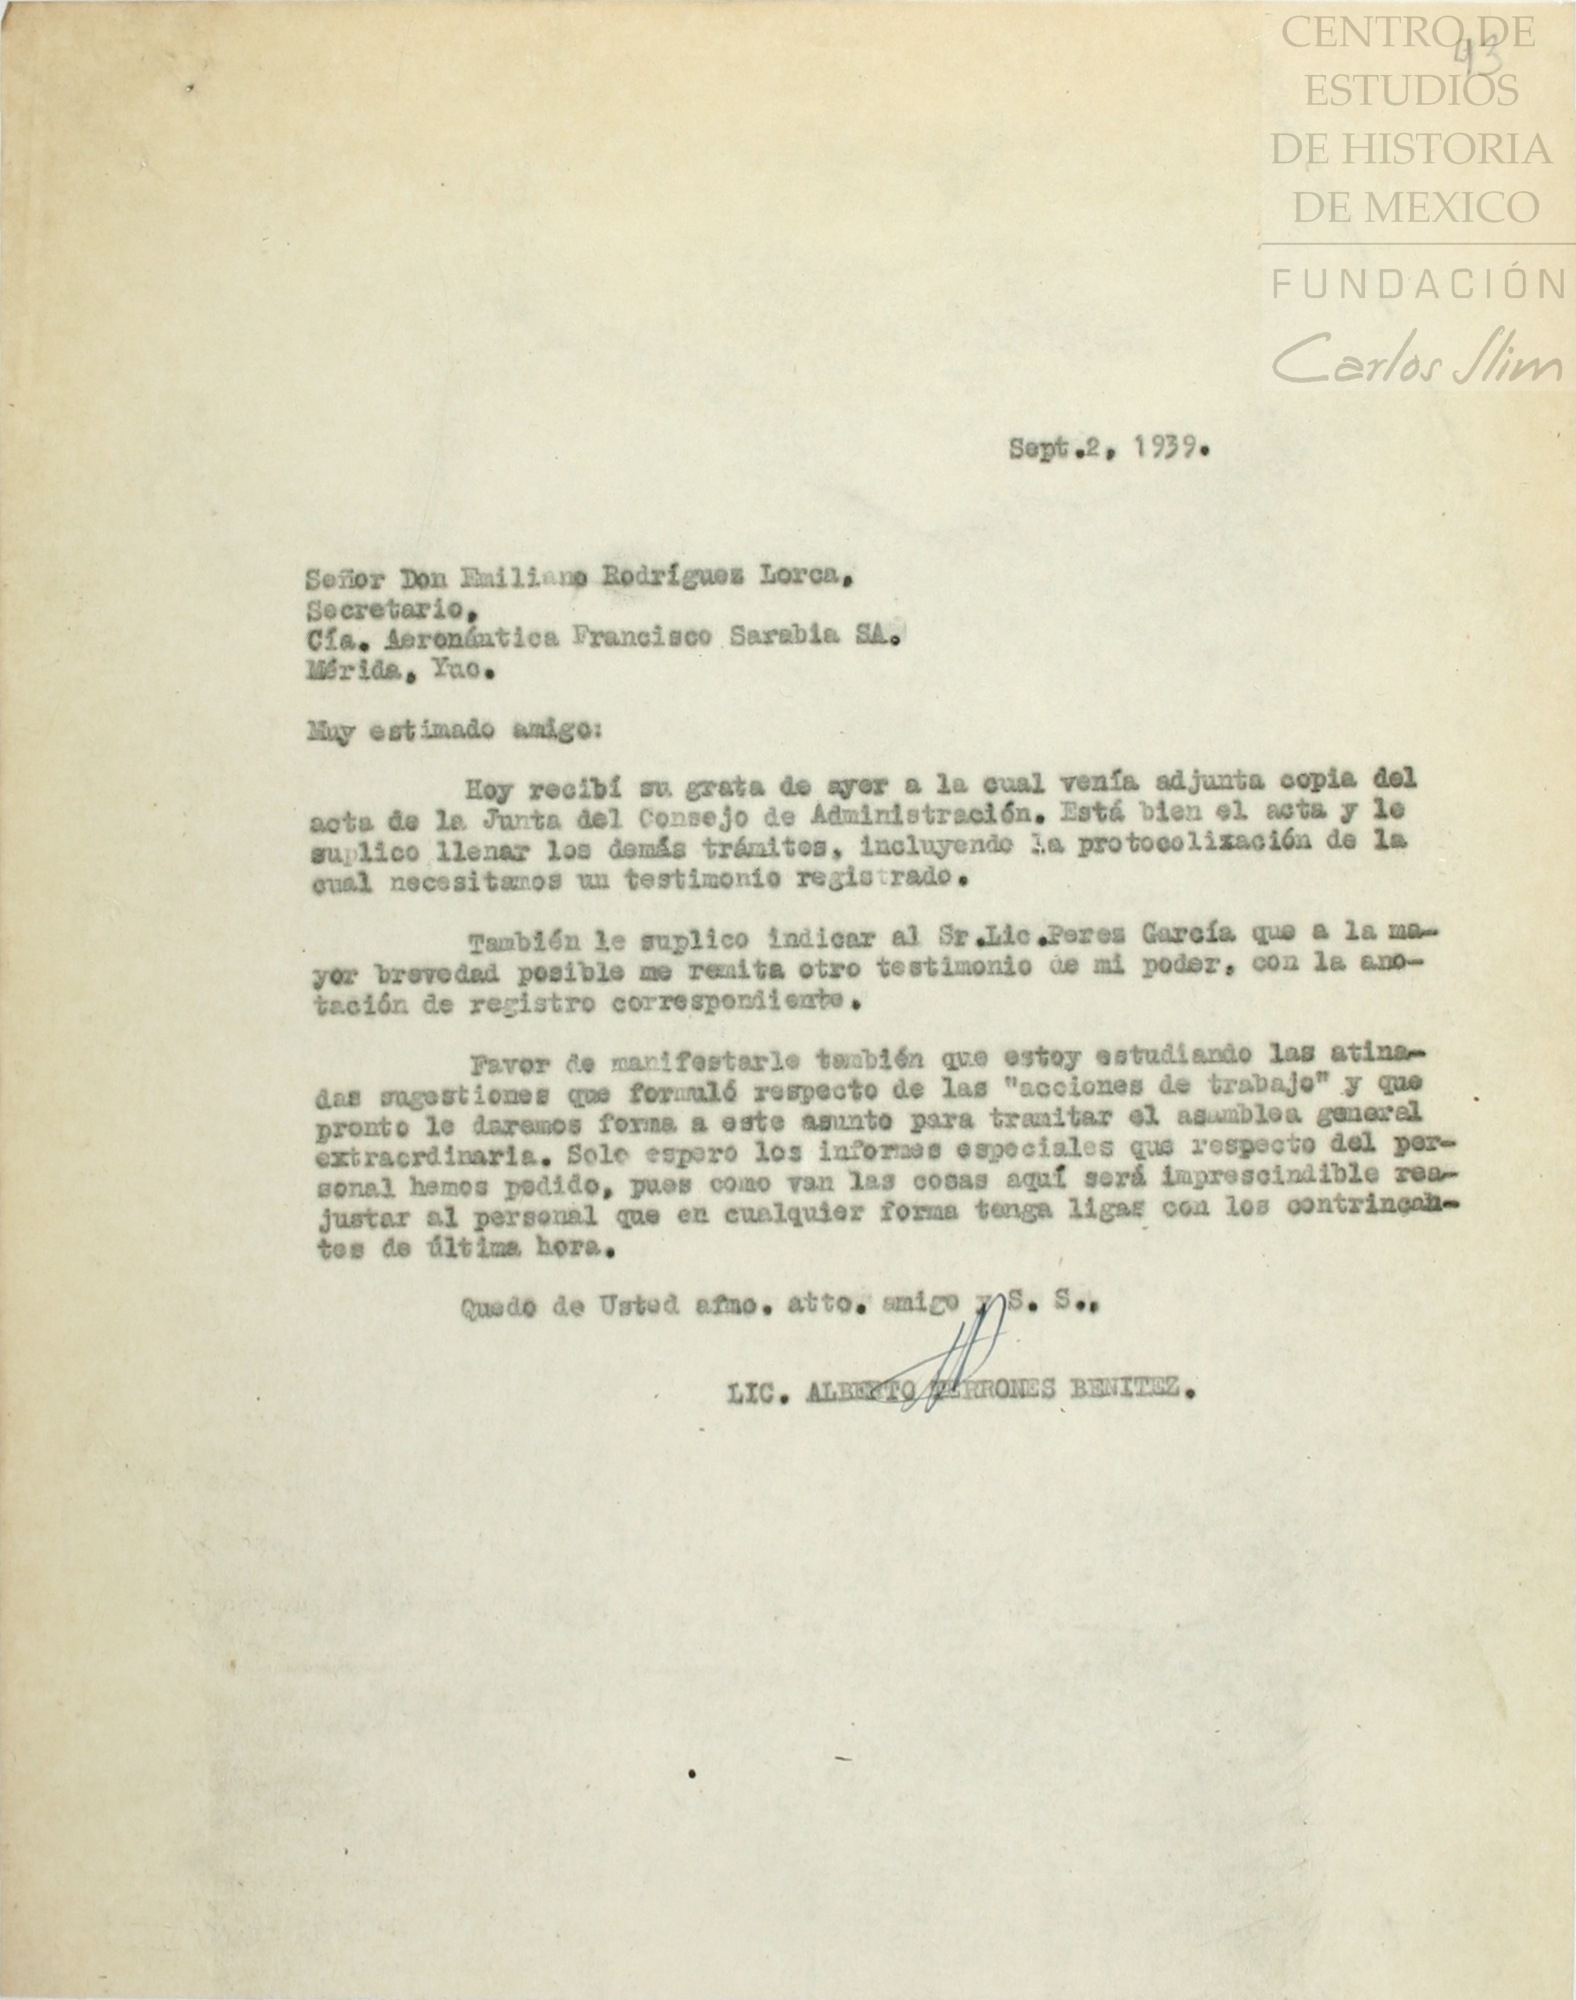 CENTRO DE
ESTUDIOS
DE HISTORIA
DE MEXICO
FUNDACIÓN
Carlos Slim
43
Sept.2, 1939.
Señor Don Emiliano Rodríguez Lorca,
Secretario,
Cía. Aeronáutica Francisco Sarabia SA.
Mérida, Yuc.
Muy estimado amigo:
Hoy recibí su grata de ayer a la cual venía adjunta copia del
acta de la Junta del Consejo de Administración. Está bien el acta y le
suplico llenar los demás trámites, incluyendo la protocolización de la
cual necesitamos un testimonio registrado.
También le suplico indicar al Sr.Lic.Peres García que a la ma-
yor brevedad posible me remita otro testimonio de mi poder, con la ano-
tación de registro correspondiente.
Favor de manifestarle también que estoy estudiando las atina-
das sugestiones que formuló respecto de las "acciones de trabajo" y que
pronto le daremos forma a este asunto para tramitar el asamblea general
extraordinaria. Solo espero los informes especiales que respecto del per-
sonal hemos pedido, pues como van las cosas aquí será imprescindible rea-
justar al personal que en cualquier forma tenga ligas con los contrincan-
tes de última hora.
Quedo de Usted afmo. atto. amigo y S. S.,
LIC. ALBERTO TERRONES BENITEZ.